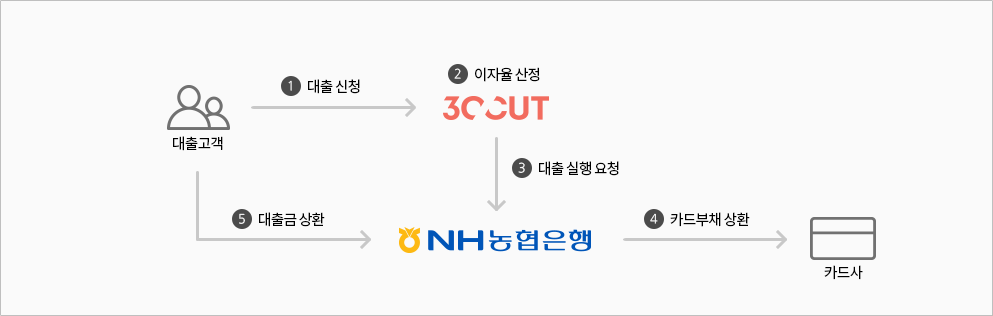 1 대출 신청
2 이자율 산정
30CUT
대출고객
3 대출 실행 요청
5 대출금 상환
NH농협은행
4 카드부채 상환
카드사